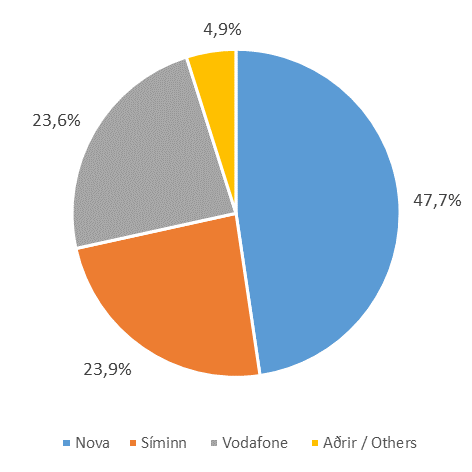 4,9%
23,6%
47,7%
23,9%
Nova Síminn Vodafone Aðrir / Others